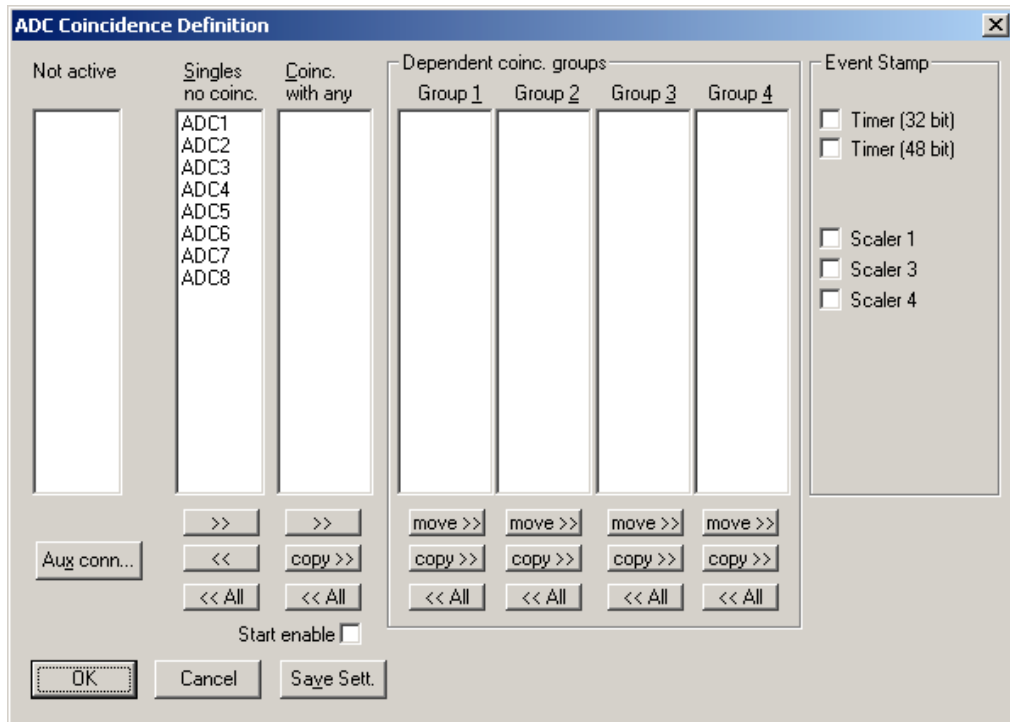 ADC Coincidence Definition
Not active
Singles
no coinc.
Coinc.
with any
Dependent coinc. groups
Group 1
Group 2
Group 3
Group 4
Event Stamp
ADC1
ADC2
ADC3
ADC4
ADC5
ADC6
ADC7
ADC8
Timer (32 bit)
Timer (48 bit)
Scaler 1
Scaler 3
Scaler 4
>> >> move >> move >> move >> move >>
Aux conn... << copy >> copy >> copy >> copy >> copy >>
<< All << All << All << All << All << All
Start enable
OK Cancel Save Sett.